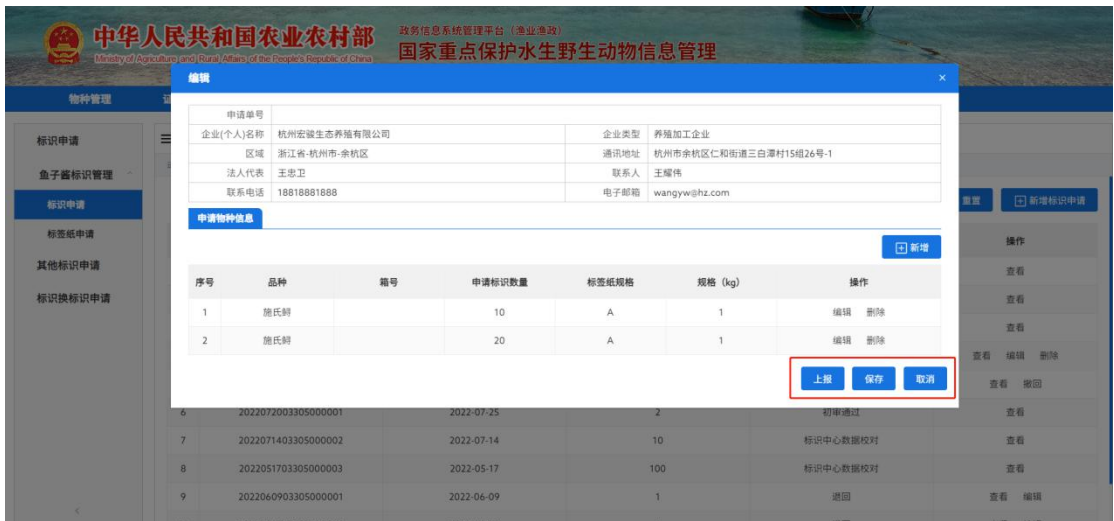 中华人民共和国农业农村部
Ministry of Agriculture and Rural Affairs of the People's Republic of China
政务信息系统管理平台（渔业渔政）
国家重点保护水生野生动物信息管理
物种管理
编辑 ×
标识申请
鱼子酱标识管理
标识申请
标签纸申请
其他标识申请
标识换标识申请
申请单号
企业(个人)名称 杭州宏骏生态养殖有限公司 企业类型 养殖加工企业
区域 浙江省-杭州市-余杭区 通讯地址 杭州市余杭区仁和街道三白潭村15组26号-1
法人代表 王忠卫 联系人 王耀伟
联系电话 18818881888 电子邮箱 wangyw@hz.com
申请物种信息
重置 新增标识申请
新增
序号 品种 箱号 申请标识数量 标签纸规格 规格（kg） 操作
1 施氏鲟 10 A 1 编辑 删除
2 施氏鲟 20 A 1 编辑 删除
上报 保存 取消
操作
查看
查看
查看
查看 编辑 删除
查看 撤回
6 2022072003305000001 2022-07-25 2 初审通过 查看
7 2022071403305000002 2022-07-14 10 标识中心数据校对 查看
8 2022051703305000003 2022-05-17 100 标识中心数据校对 查看
9 2022060903305000001 2022-06-09 1 退回 查看 编辑